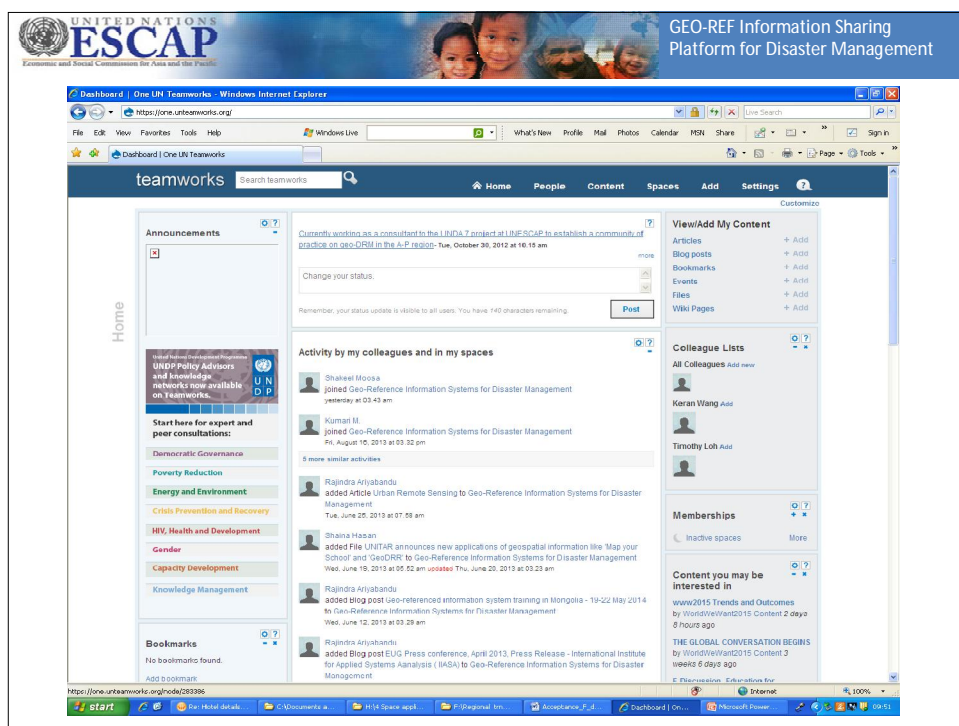 UNITED NATIONS
ESCAP
Economic and Social Commission for Asia and the Pacific
GEO-REF Information Sharing
Platform for Disaster Management
Dashboard | One UN Teamworks - Windows Internet Explorer
https://one.unteamworks.org/
Live Search
File Edit View Favorites Tools Help
Windows Live
What's New Profile Mail Photos Calendar MSN Share
Sign in
Dashboard | One UN Teamworks
Page Tools
teamworks
Search teamworks
Home People Content Spaces Add Settings
Customize
Home
Announcements
United Nations Development Programme
UNDP Policy Advisors
and knowledge
networks now available
on Teamworks.
U N
D P
Start here for expert and
peer consultations:
Democratic Governance
Poverty Reduction
Energy and Environment
Crisis Prevention and Recovery
HIV, Health and Development
Gender
Capacity Development
Knowledge Management
Bookmarks
No bookmarks found.
Add bookmark
Currently working as a consultant to the LINDA 7 project at UNESCAP to establish a community of
practice on geo-DRM in the A-P region- Tue, October 30, 2012 at 10.15 am
more
Change your status.
Remember, your status update is visible to all users. You have 140 characters remaining.
Post
Activity by my colleagues and in my spaces
Shakeel Moosa
joined Geo-Reference Information Systems for Disaster Management
yesterday at 03.43 am
Kumari M.
joined Geo-Reference Information Systems for Disaster Management
Fri, August 16, 2013 at 03.32 pm
5 more similar activities
Rajindra Ariyabandu
added Article Urban Remote Sensing to Geo-Reference Information Systems for Disaster
Management
Tue, June 25, 2013 at 07.58 am
Shaina Hasan
added File UNITAR announces new applications of geospatial information like 'Map your
School' and 'GeoDRR' to Geo-Reference Information Systems for Disaster Management
Wed, June 19, 2013 at 05.52 am updated Thu, June 20, 2013 at 03.23 am
Rajindra Ariyabandu
added Blog post Geo-referenced information system training in Mongolia - 19-22 May 2014
to Geo-Reference Information Systems for Disaster Management
Wed, June 12, 2013 at 03.29 am
Rajindra Ariyabandu
added Blog post EUG Press conference, April 2013, Press Release - International Institute
for Applied Systems Aanalysis ( IIASA) to Geo-Reference Information Systems for Disaster
Management
View/Add My Content
Articles + Add
Blog posts + Add
Bookmarks + Add
Events + Add
Files + Add
Wiki Pages + Add
Colleague Lists
All Colleagues Add new
Keran Wang Add
Timothy Loh Add
Memberships
Inactive spaces More
Content you may be
interested in
www2015 Trends and Outcomes
by WorldWeWant2015 Content 2 days
8 hours ago
THE GLOBAL CONVERSATION BEGINS
by WorldWeWant2015 Content 3
weeks 6 days ago
E Discussion, Education for
https://one.unteamworks.org/node/283386
Internet
100%
start
Re: Hotel details...
C:\Documents a...
H:\4 Space appli...
F:\Regional trn...
Acceptance_F_d...
Dashboard | On...
Microsoft Power...
09:51